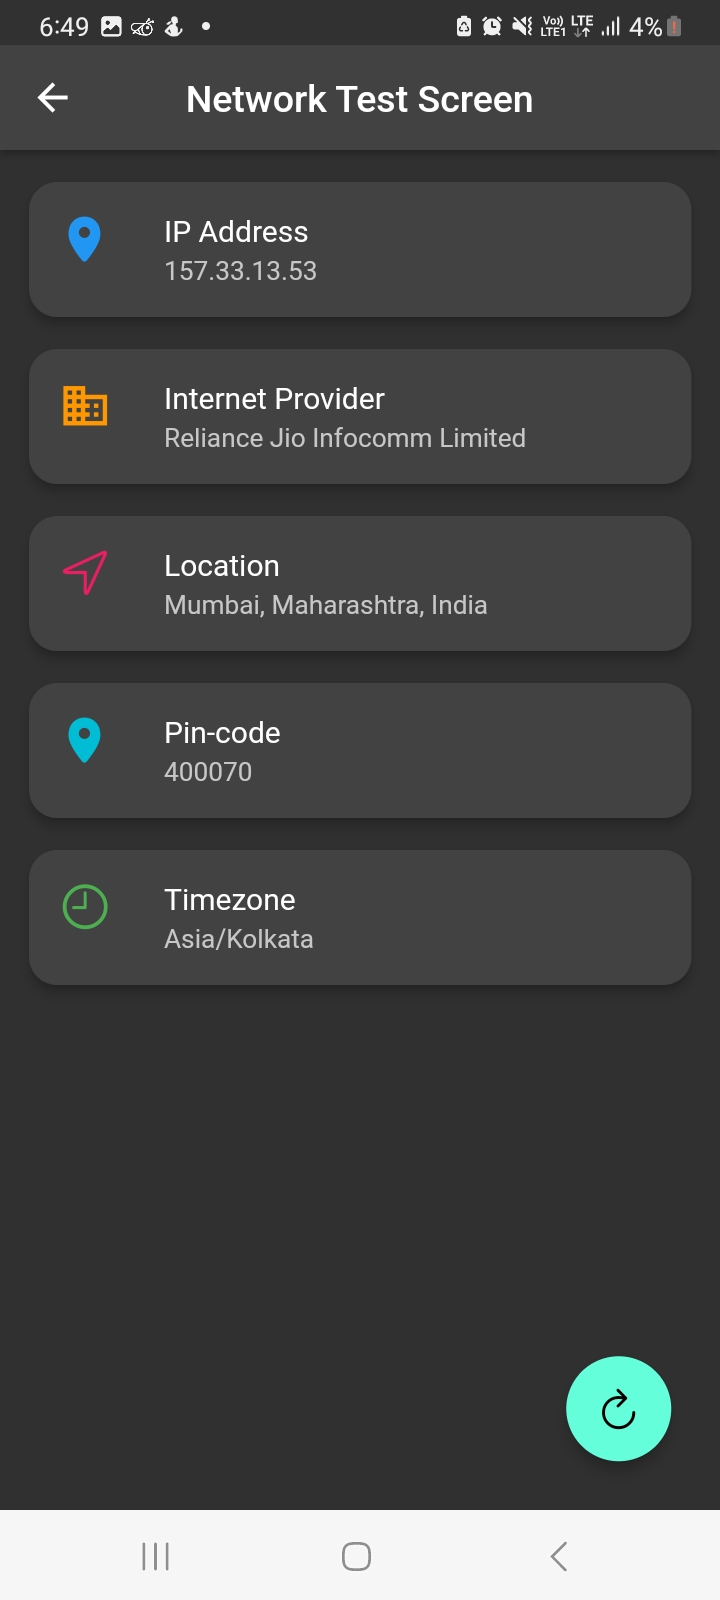 6:49 Vo) LTE1 LTE 4%
Network Test Screen
IP Address
157.33.13.53
Internet Provider
Reliance Jio Infocomm Limited
Location
Mumbai, Maharashtra, India
Pin-code
400070
Timezone
Asia/Kolkata